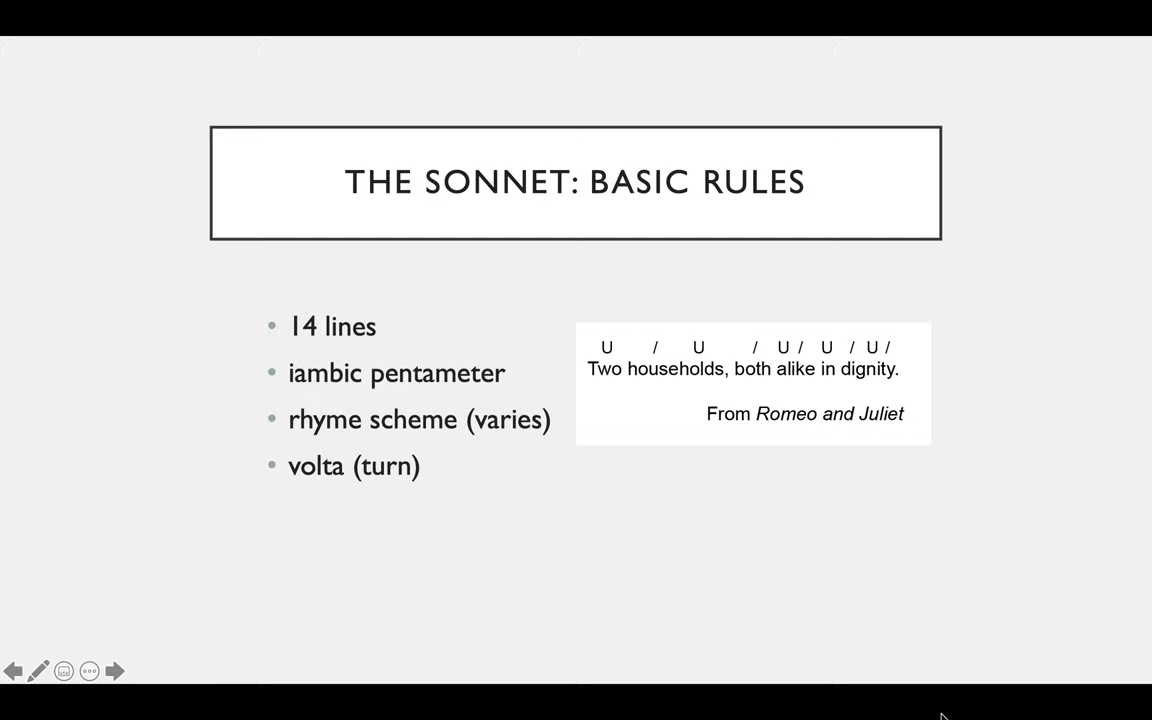 THE SONNET: BASIC RULES
• 14 lines
• iambic pentameter
• rhyme scheme (varies)
• volta (turn)
U / U / U / U / U /
Two households, both alike in dignity.
From Romeo and Juliet